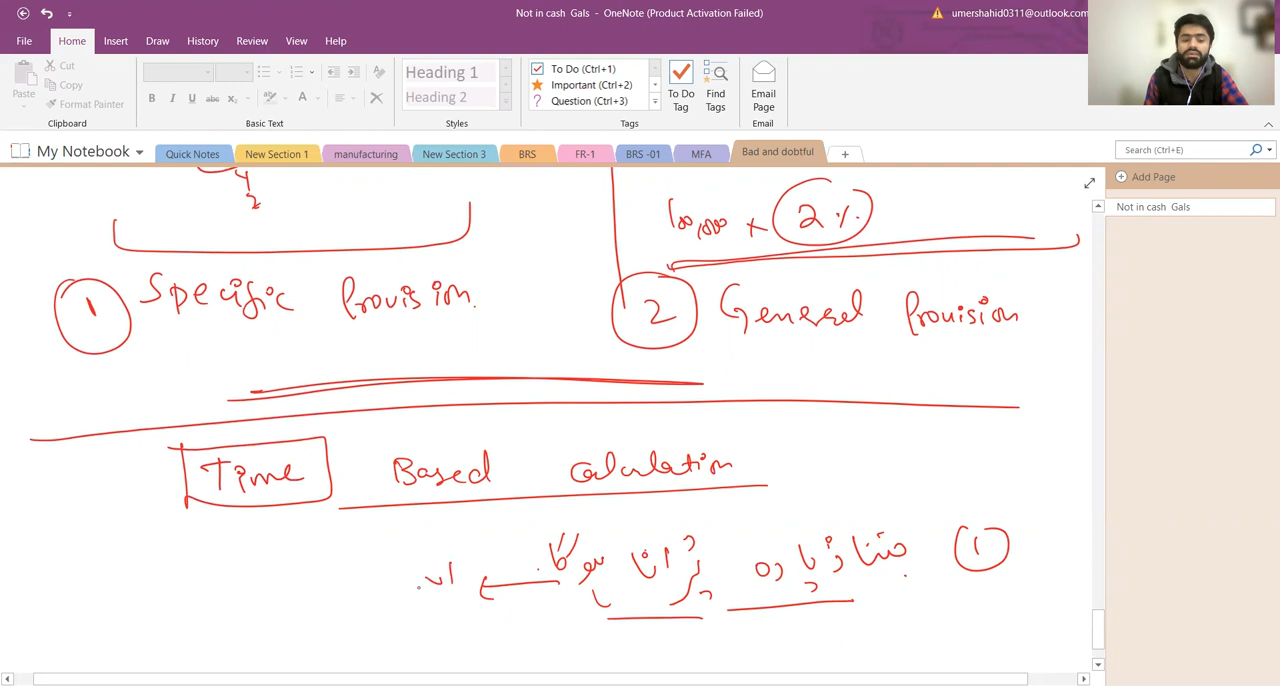 Not in cash Gals - OneNote (Product Activation Failed)
umershahid0311@outlook.com
File Home Insert Draw History Review View Help
Paste
Cut
Copy
Format Painter
Clipboard
B I U abc X₂ A
Basic Text
Heading 1
Heading 2
Styles
To Do (Ctrl+1)
Important (Ctrl+2)
Question (Ctrl+3)
Tags
To Do Tag
Find Tags
Email Page
Email
My Notebook
Quick Notes New Section 1 manufacturing New Section 3 BRS FR-1 BRS -01 MFA Bad and doubtful
Search (Ctrl+E)
Add Page
Not in cash Gals
100,000 × 2%
1 Specific Provision.
2 General Provision
Time Based Calculation
1 جتنا زیادہ